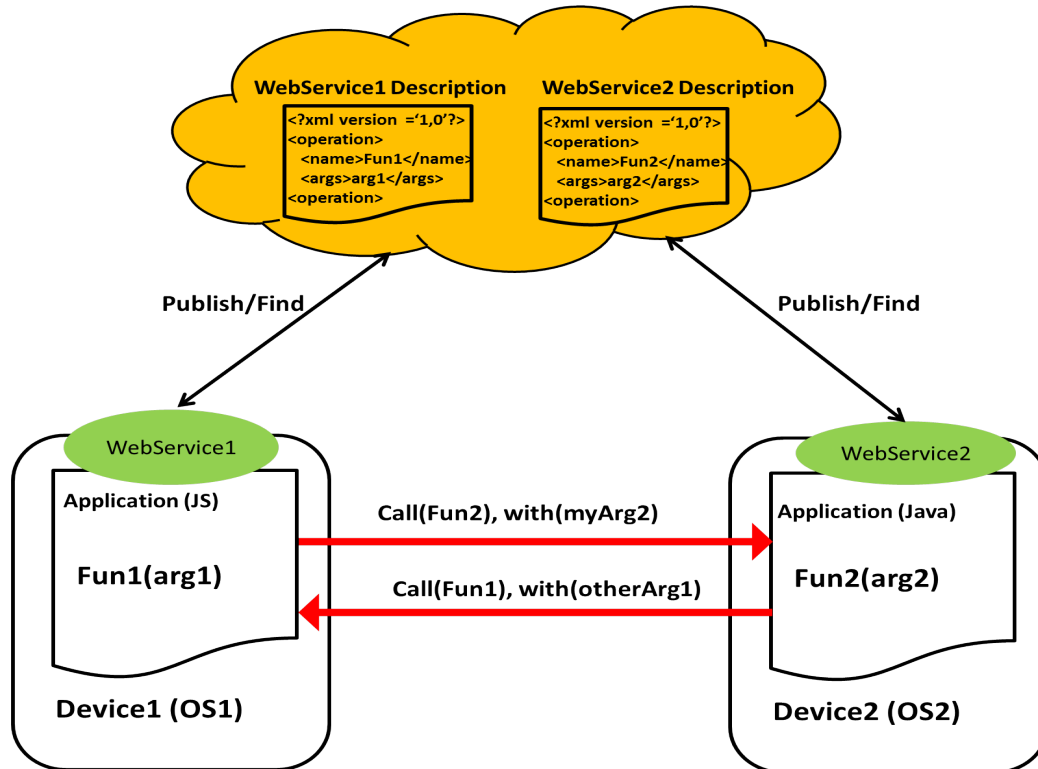 WebService1 Description
<?xml version =‘1,0’?>
<operation>
<name>Fun1</name>
<args>arg1</args>
<operation>
WebService2 Description
<?xml version =‘1,0’?>
<operation>
<name>Fun2</name>
<args>arg2</args>
<operation>
Publish/Find
Publish/Find
WebService1
Application (JS)
Fun1(arg1)
Device1 (OS1)
Call(Fun2), with(myArg2)
Call(Fun1), with(otherArg1)
WebService2
Application (Java)
Fun2(arg2)
Device2 (OS2)